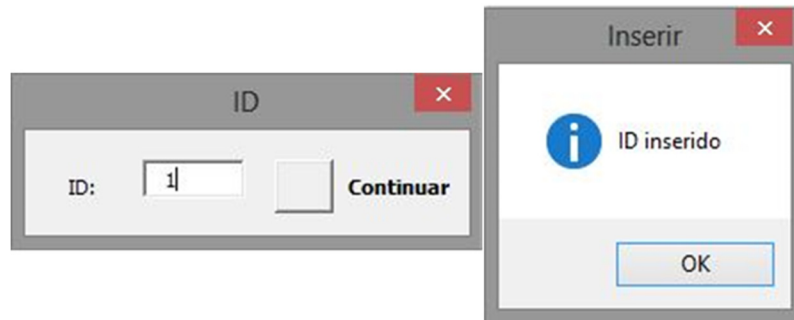 ID
ID: 1 Continuar
Inserir
ID inserido
OK